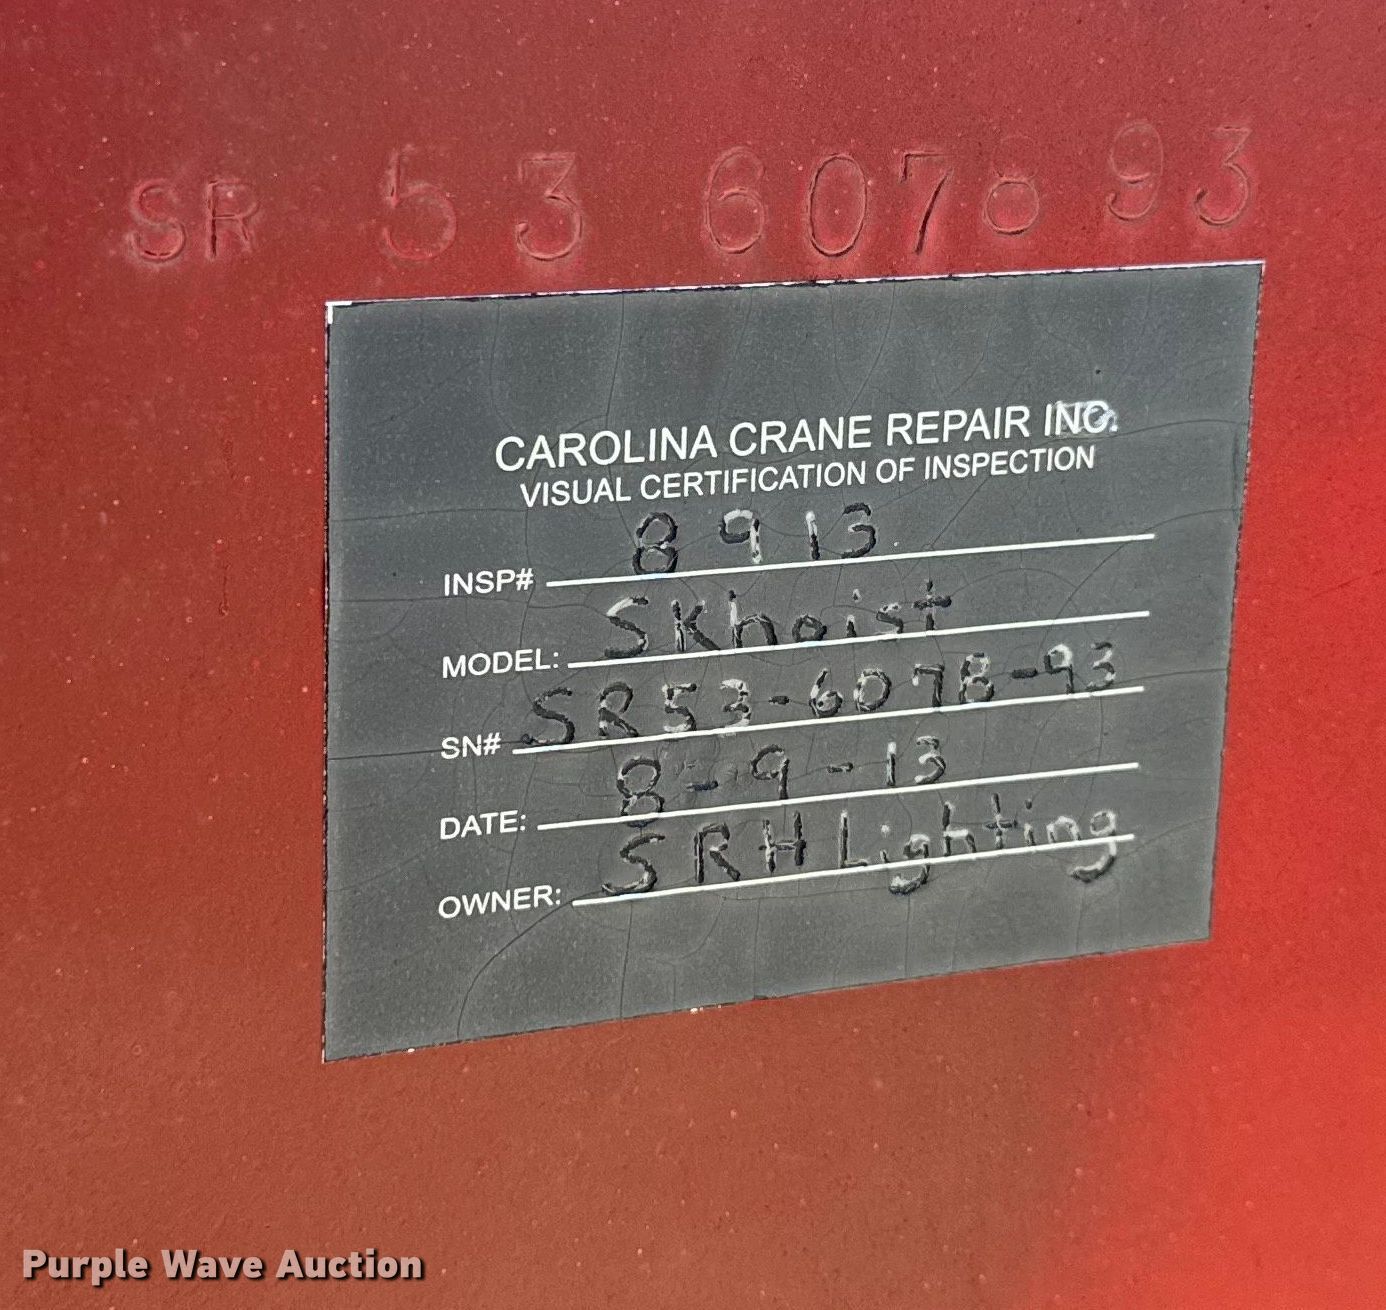 SR 53 607893
CAROLINA CRANE REPAIR INC.
VISUAL CERTIFICATION OF INSPECTION
INSP# 8913
MODEL: SKhoist
SN# SR53-6078-93
DATE: 8-9-13
OWNER: SRH Lighting
Purple Wave Auction